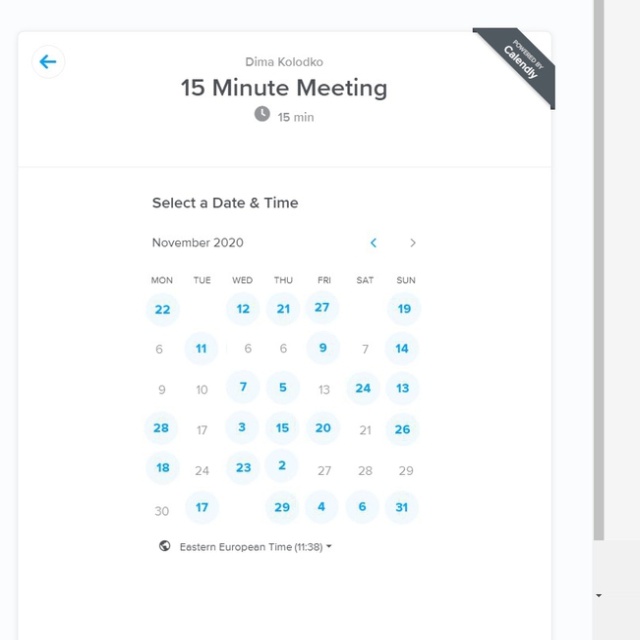 Dima Kolodko
15 Minute Meeting
15 min
POWERED BY
Calendly
Select a Date & Time
November 2020
MON TUE WED THU FRI SAT SUN
22 12 21 27 19
6 11 6 6 9 7 14
9 10 7 5 13 24 13
28 17 3 15 20 21 26
18 24 23 2 27 28 29
30 17 29 4 6 31
Eastern European Time (11:38)